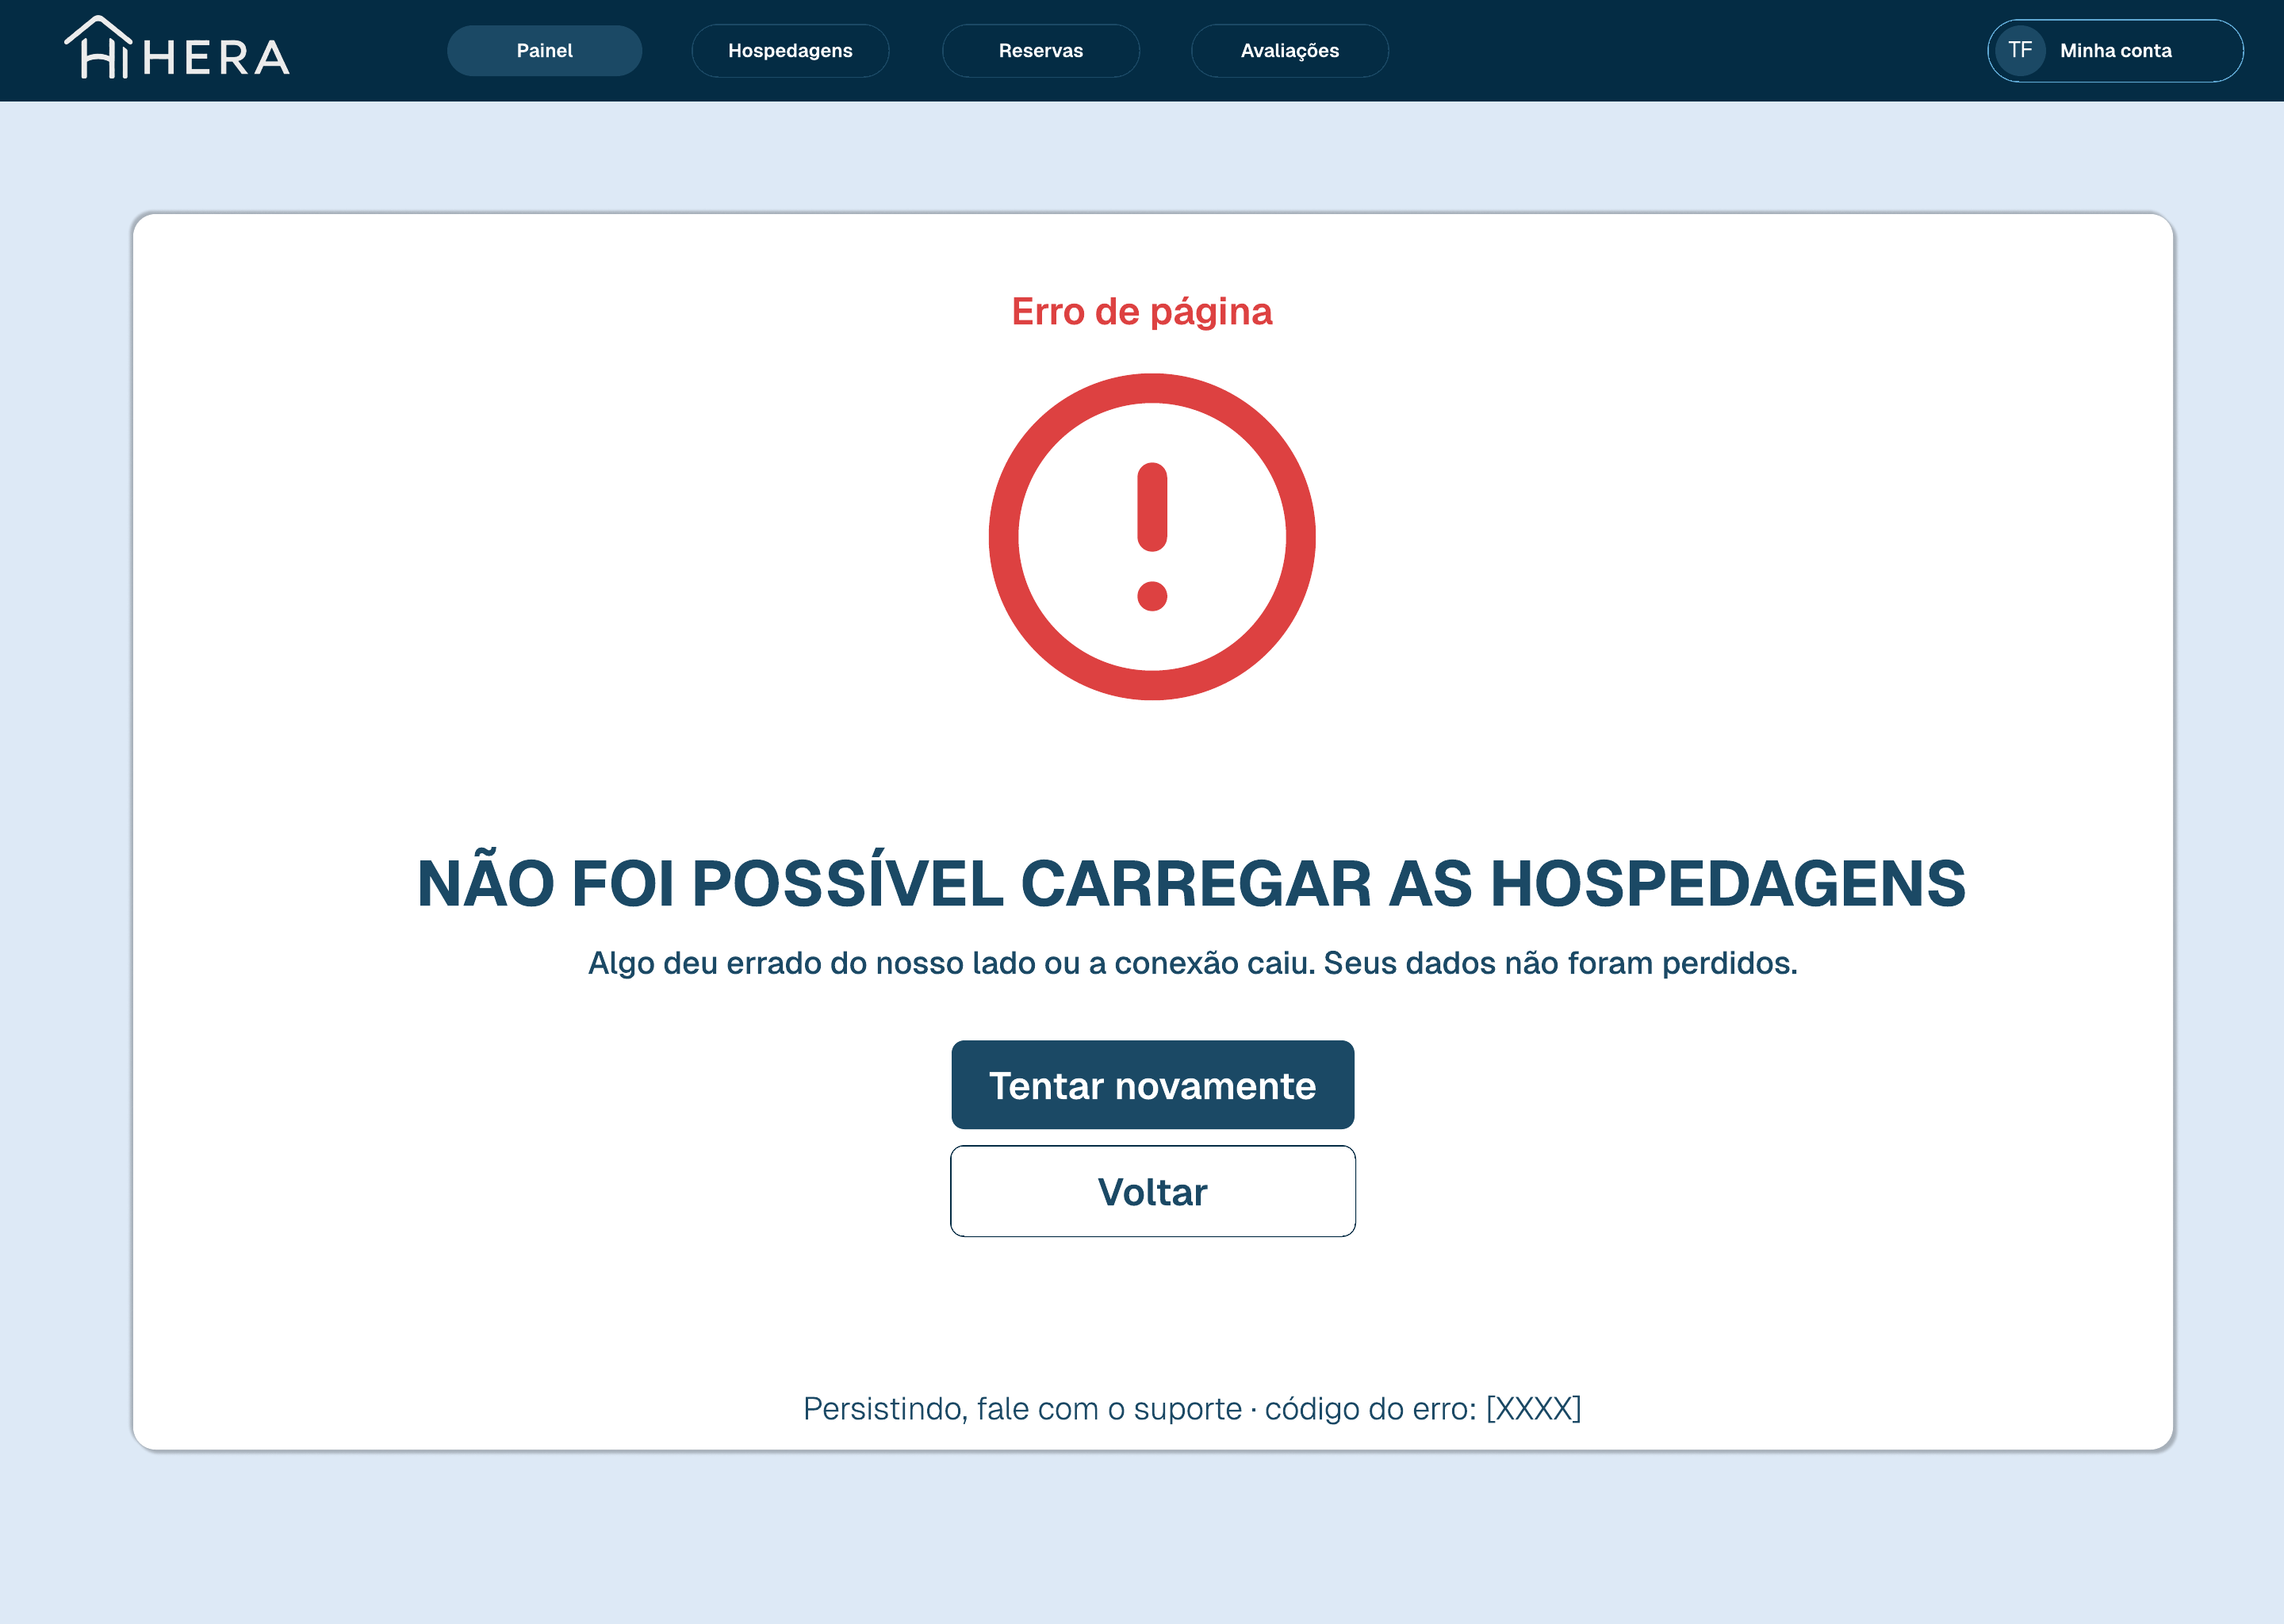 HERA
Painel
Hospedagens
Reservas
Avaliações
TF
Minha conta
Erro de página
NÃO FOI POSSÍVEL CARREGAR AS HOSPEDAGENS
Algo deu errado do nosso lado ou a conexão caiu. Seus dados não foram perdidos.
Tentar novamente
Voltar
Persistindo, fale com o suporte · código do erro: [XXXX]